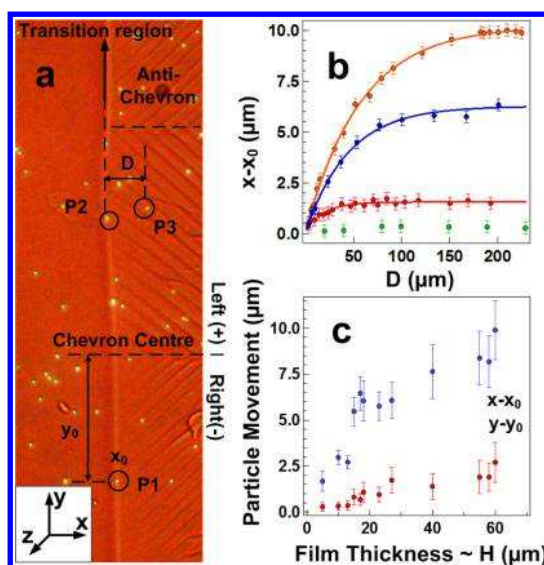 Transition region
a
Anti-
Chevron
D
P2
P3
Left (+)
Chevron Centre
Right(-)
y₀
x₀
P1
y
x
z
b
x-x₀ (µm)
10.0
7.5
5.0
2.5
0.0
50
100
150
200
D (µm)
c
Particle Movement (µm)
10.0
7.5
5.0
2.5
0.0
x-x₀
y-y₀
0
20
40
60
Film Thickness ~ H (µm)